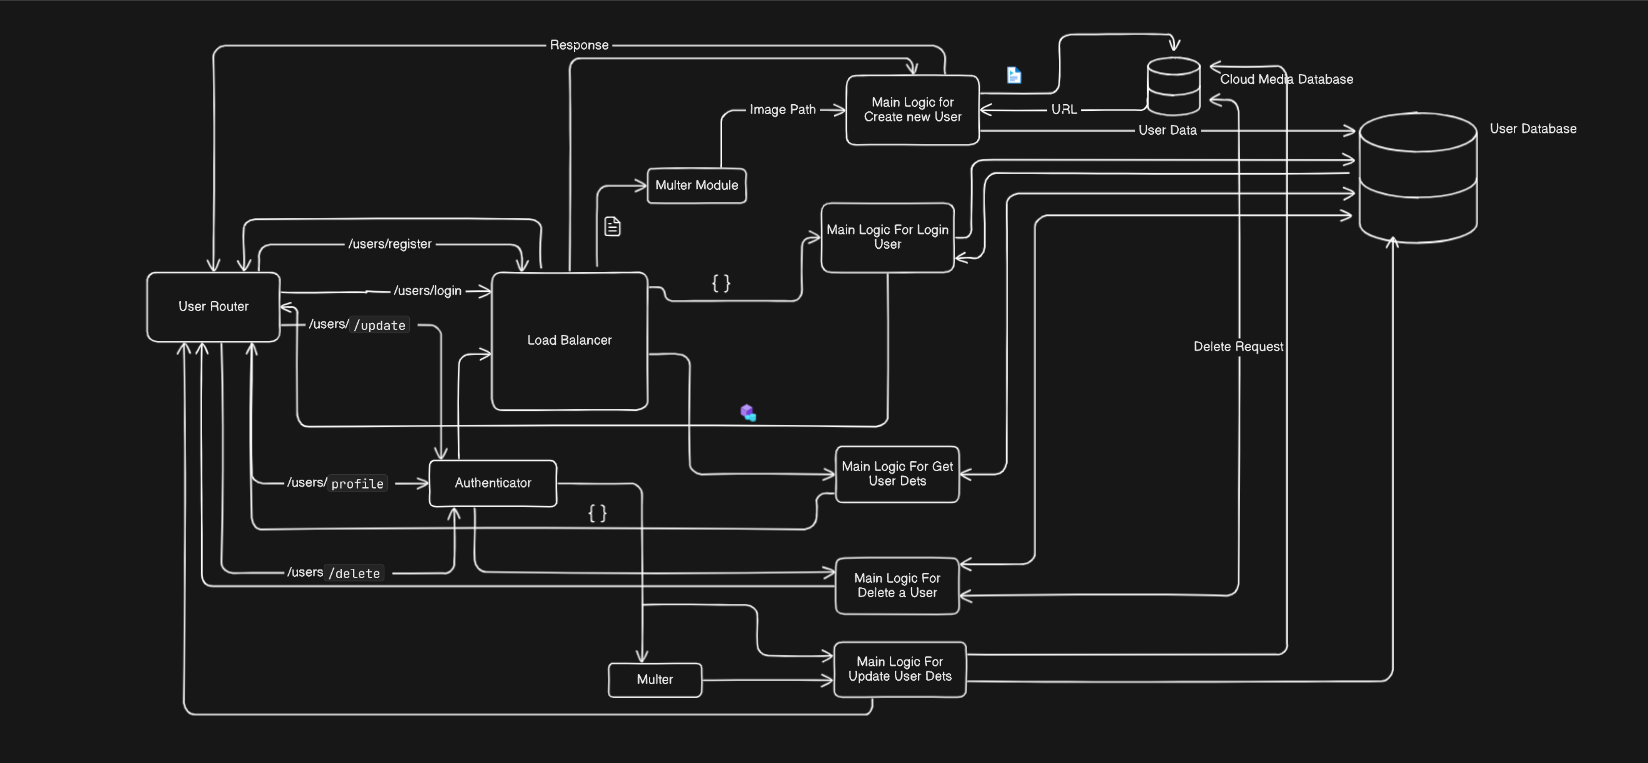 Response
Cloud Media Database
Main Logic for
Create new User
Image Path
URL
User Data
User Database
Multer Module
Main Logic For Login
User
/users/register
{ }
/users/login
User Router
/users/ /update
Load Balancer
Delete Request
Main Logic For Get
User Dets
/users/ profile
Authenticator
{ }
/users /delete
Main Logic For
Delete a User
Main Logic For
Update User Dets
Multer